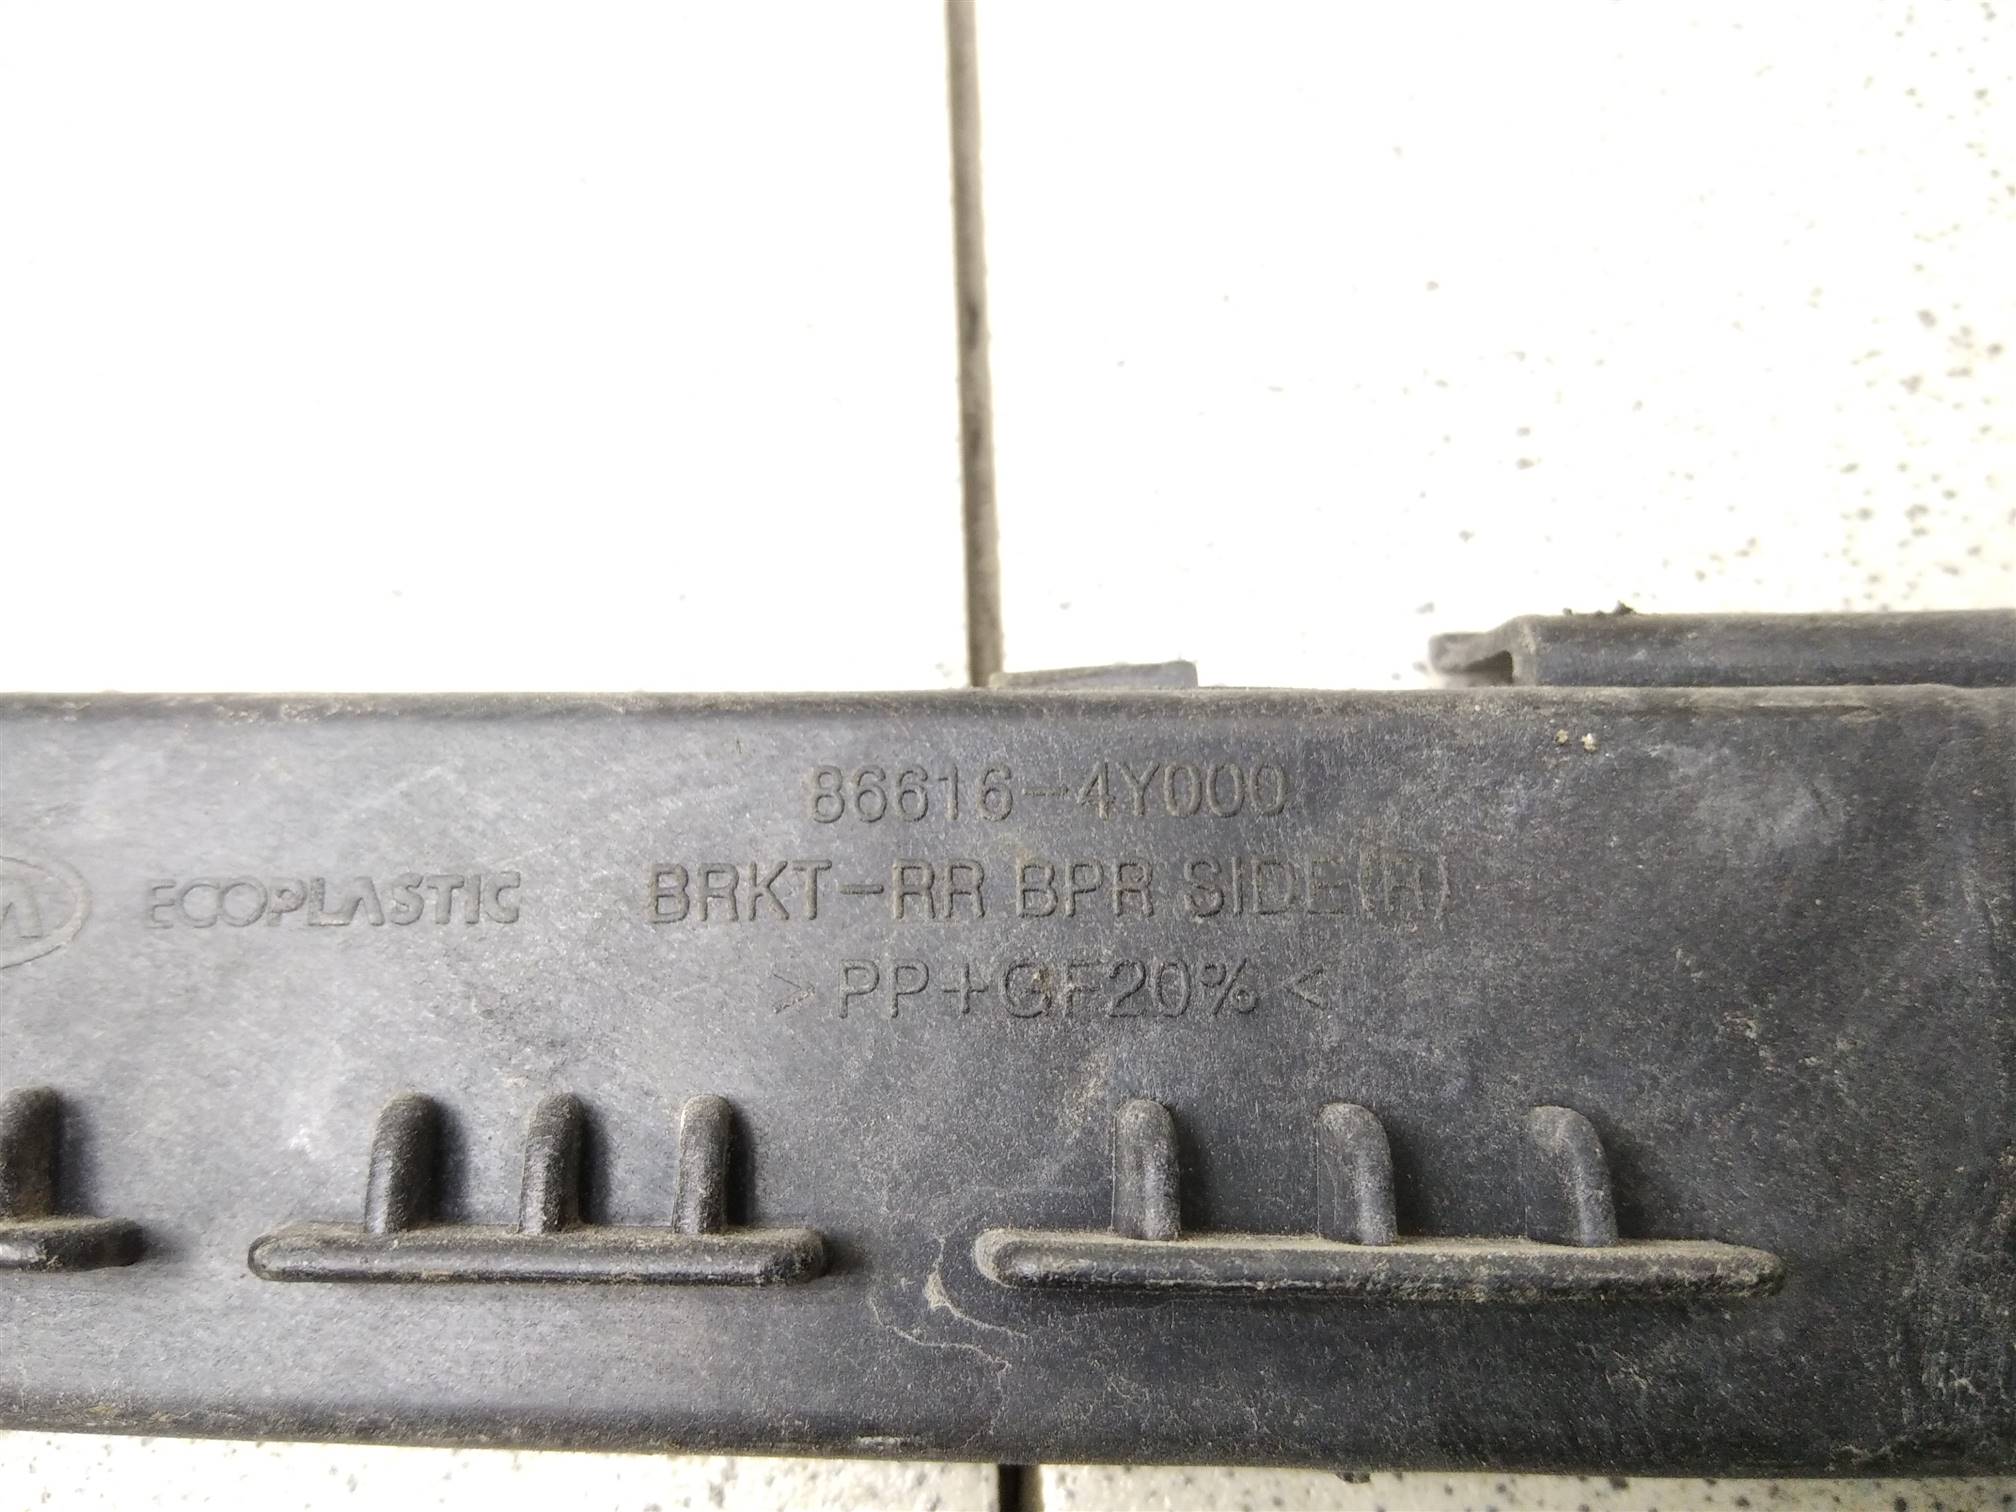 86616-4Y000
ECOPLASTIC BRKT-RR BPR SIDE(R)
>PP+GF20%<